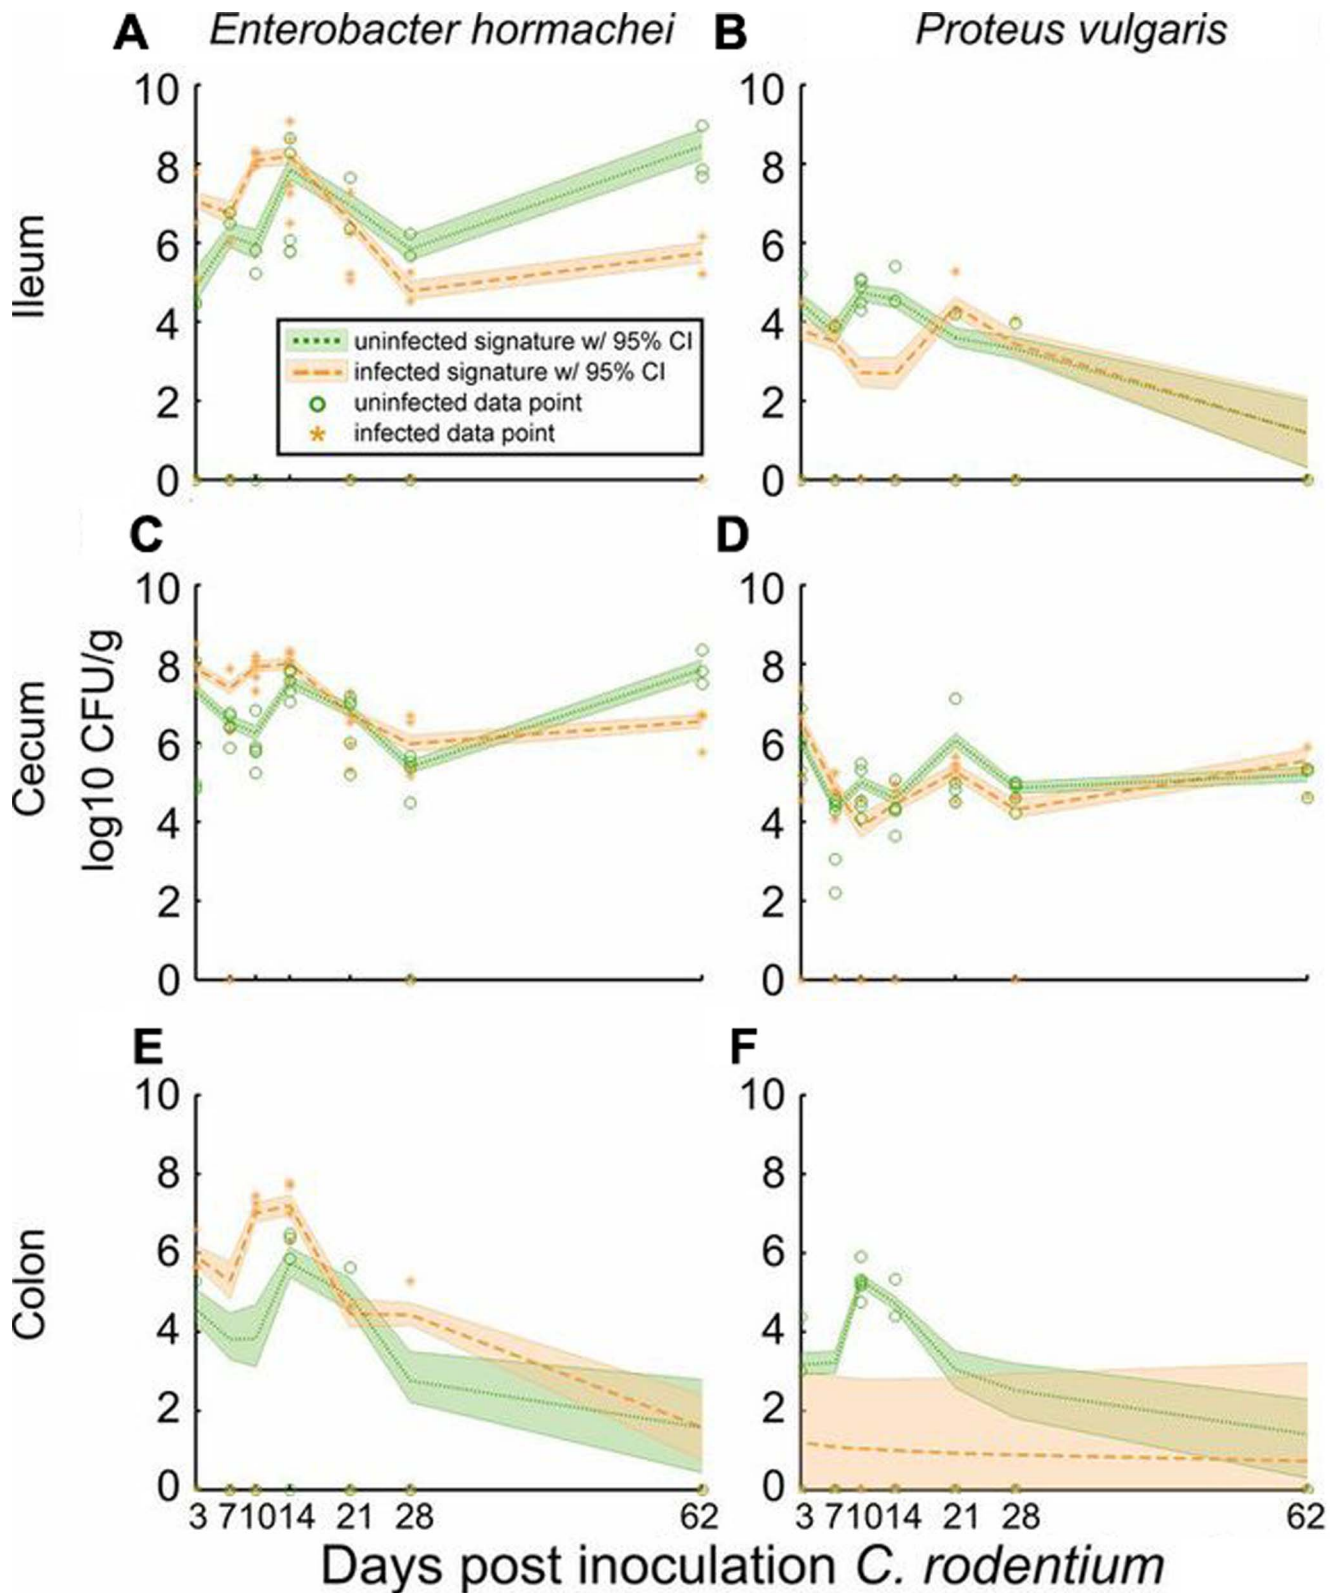 A Enterobacter hormachei B Proteus vulgaris
10 10
8 8
6 6
4 4
2 2
0 0
Ileum
uninfected signature w/ 95% CI
infected signature w/ 95% CI
uninfected data point
infected data point
C D
10 10
8 8
6 6
4 4
2 2
0 0
Cecum
log10 CFU/g
E F
10 10
8 8
6 6
4 4
2 2
0 0
Colon
3 7 10 14 21 28 62 3 7 10 14 21 28 62
Days post inoculation C. rodentium